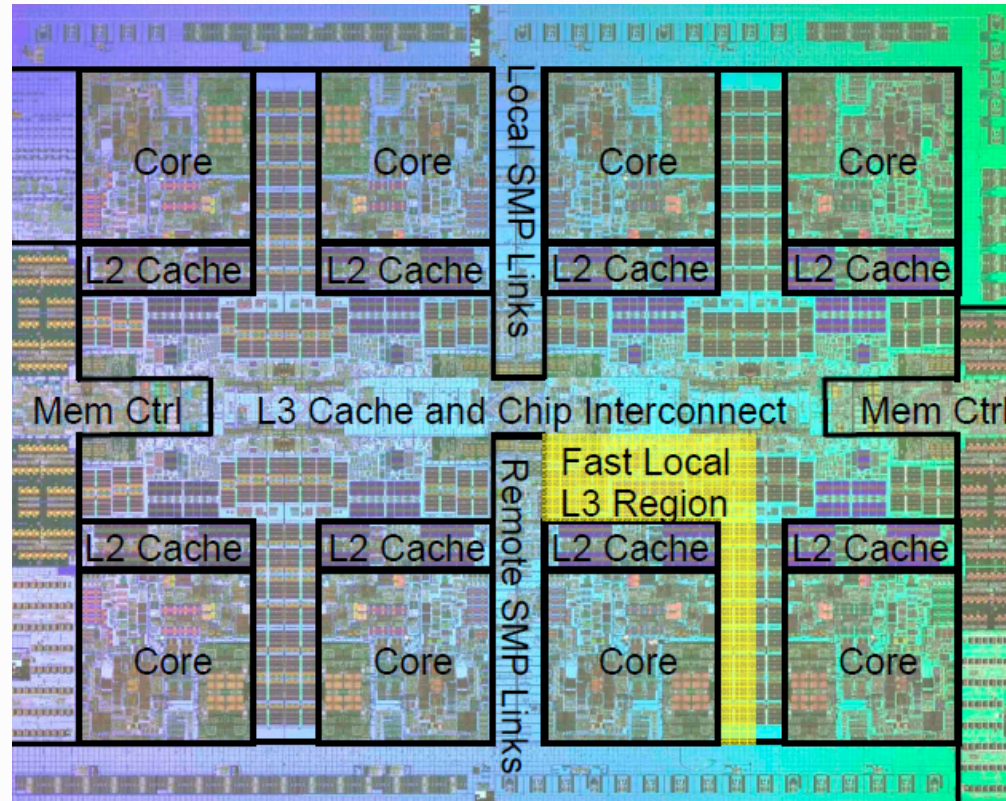 Local SMP Links
Core
Core
Core
Core
L2 Cache
L2 Cache
L2 Cache
L2 Cache
Mem Ctrl
L3 Cache and Chip Interconnect
Mem Ctrl
Remote SMP Links
Fast Local
L3 Region
L2 Cache
L2 Cache
L2 Cache
L2 Cache
Core
Core
Core
Core